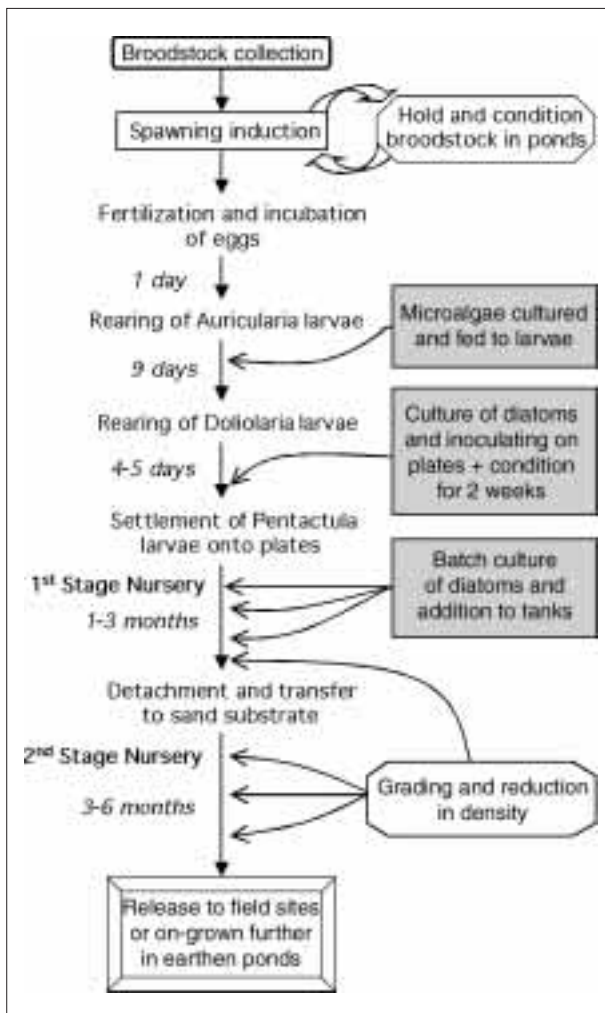 Broodstock collection
Spawning induction
Hold and condition
broodstock in ponds
Fertilization and incubation
of eggs
1 day
Rearing of Auricularia larvae
Microalgae cultured
and fed to larvae
9 days
Rearing of Doliolaria larvae
Culture of diatoms
and inoculating on
plates + condition
for 2 weeks
4-5 days
Settlement of Pentactula
larvae onto plates
Batch culture
of diatoms and
addition to tanks
1st Stage Nursery
1-3 months
Detachment and transfer
to sand substrate
2nd Stage Nursery
Grading and reduction
in density
3-6 months
Release to field sites
or on-grown further
in earthen ponds